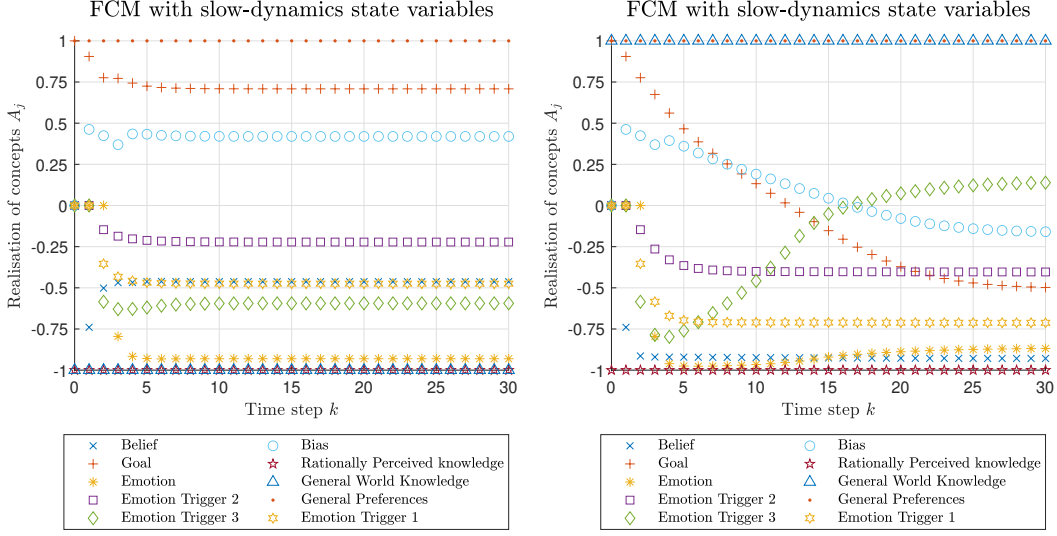 FCM with slow-dynamics state variables
1
0.75
0.5
0.25
0
-0.25
-0.5
-0.75
-1
Realisation of concepts A_j
0 5 10 15 20 25 30
Time step k
Belief
Goal
Emotion
Emotion Trigger 2
Emotion Trigger 3
Bias
Rationally Perceived knowledge
General World Knowledge
General Preferences
Emotion Trigger 1
FCM with slow-dynamics state variables
1
0.75
0.5
0.25
0
-0.25
-0.5
-0.75
-1
Realisation of concepts A_j
0 5 10 15 20 25 30
Time step k
Belief
Goal
Emotion
Emotion Trigger 2
Emotion Trigger 3
Bias
Rationally Perceived knowledge
General World Knowledge
General Preferences
Emotion Trigger 1